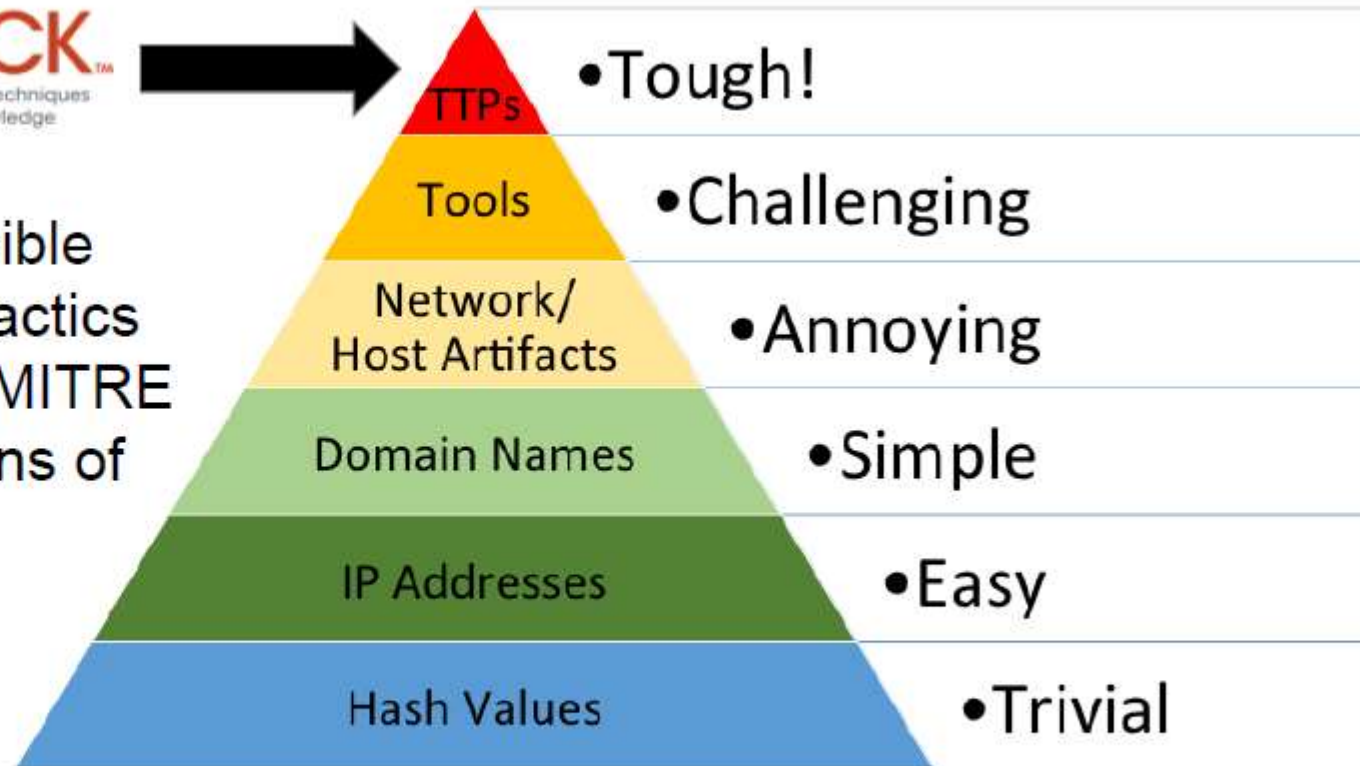 CK™
echniques
ledge
ible
actics
MITRE
ns of
TTPs
•Tough!
Tools
•Challenging
Network/
Host Artifacts
•Annoying
Domain Names
•Simple
IP Addresses
•Easy
Hash Values
•Trivial